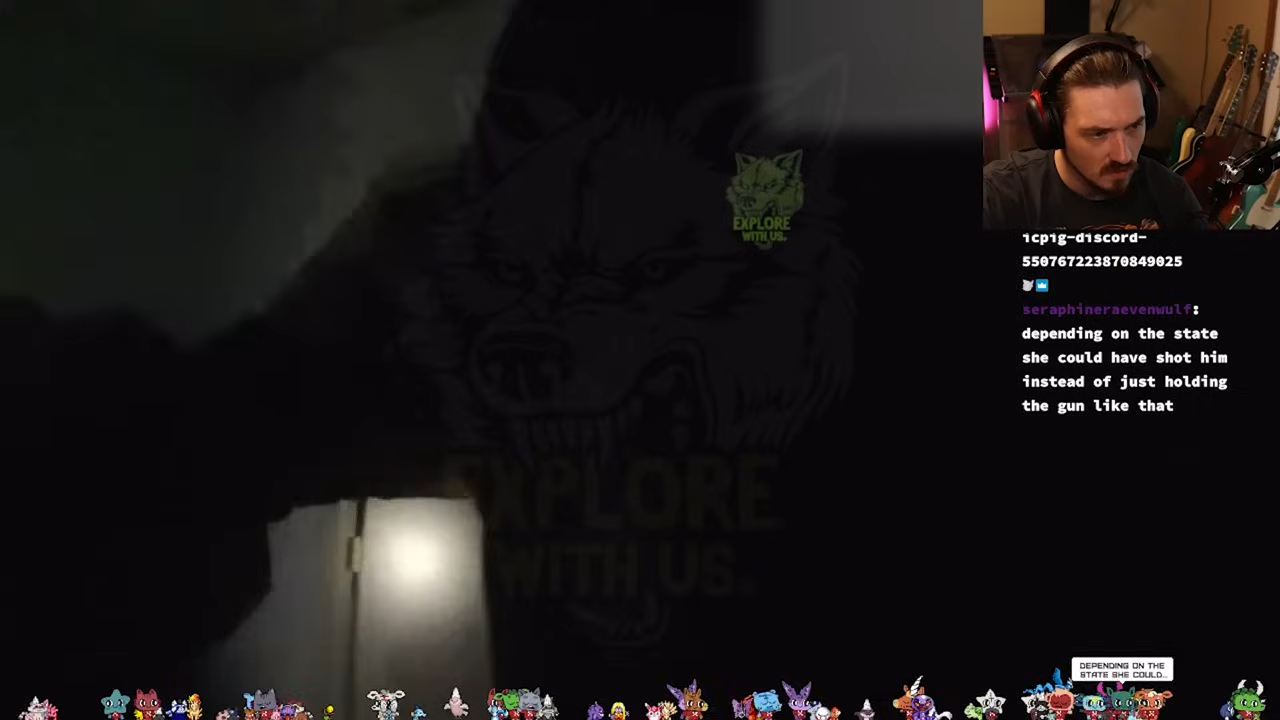 EXPLORE
WITH US.
EXPLORE
WITH US.
icpig-discord-
550767223870849025
seraphineraevenwulf:
depending on the state
she could have shot him
instead of just holding
the gun like that
DEPENDING ON THE
STATE SHE COULD...